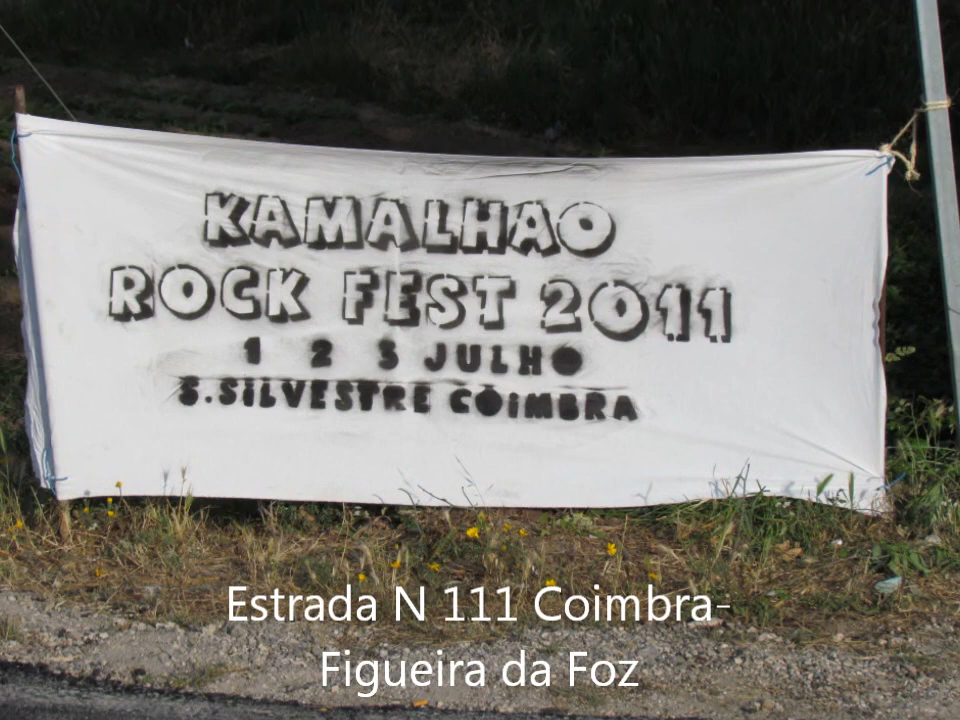 KAMALHAO
ROCK FEST 2011
1 2 3 JULHO
S.SILVESTRE COIMBRA
Estrada N 111 Coimbra-
Figueira da Foz